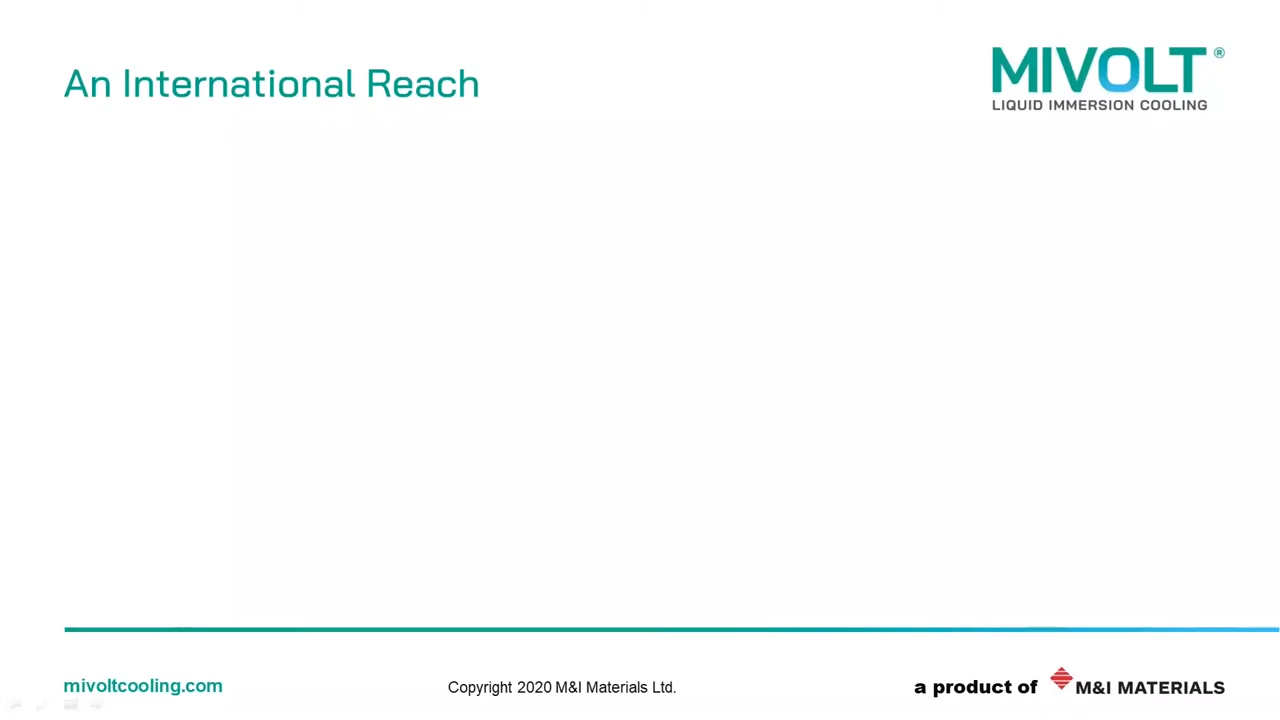 An International Reach
MIVOLT®
LIQUID IMMERSION COOLING
mivoltcooling.com
Copyright 2020 M&I Materials Ltd.
a product of M&I MATERIALS